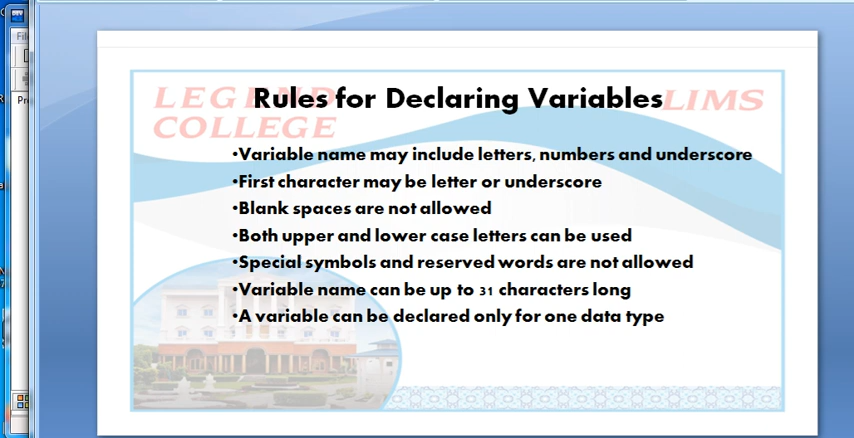 Fil
Pr
LEGEND LIMS
COLLEGE
Rules for Declaring Variables
•Variable name may include letters, numbers and underscore
•First character may be letter or underscore
•Blank spaces are not allowed
•Both upper and lower case letters can be used
•Special symbols and reserved words are not allowed
•Variable name can be up to 31 characters long
•A variable can be declared only for one data type